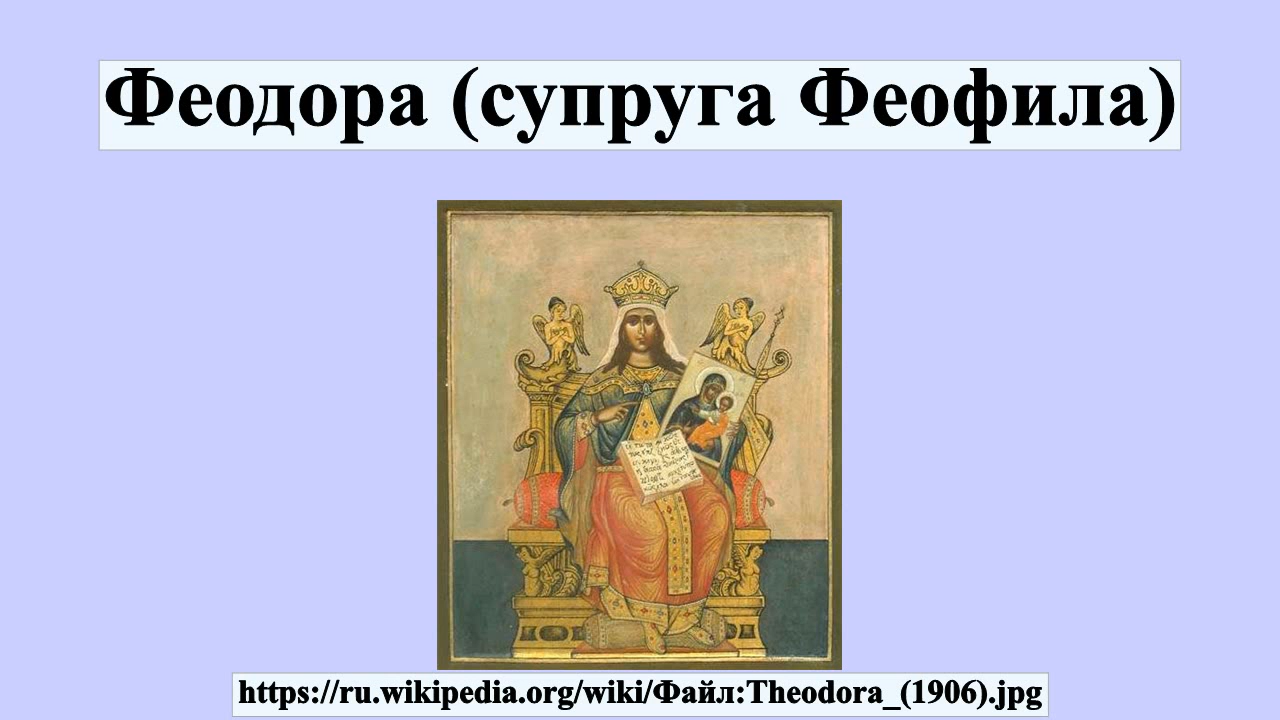 Феодора (супруга Феофила)
https://ru.wikipedia.org/wiki/Файл:Theodora_(1906).jpg